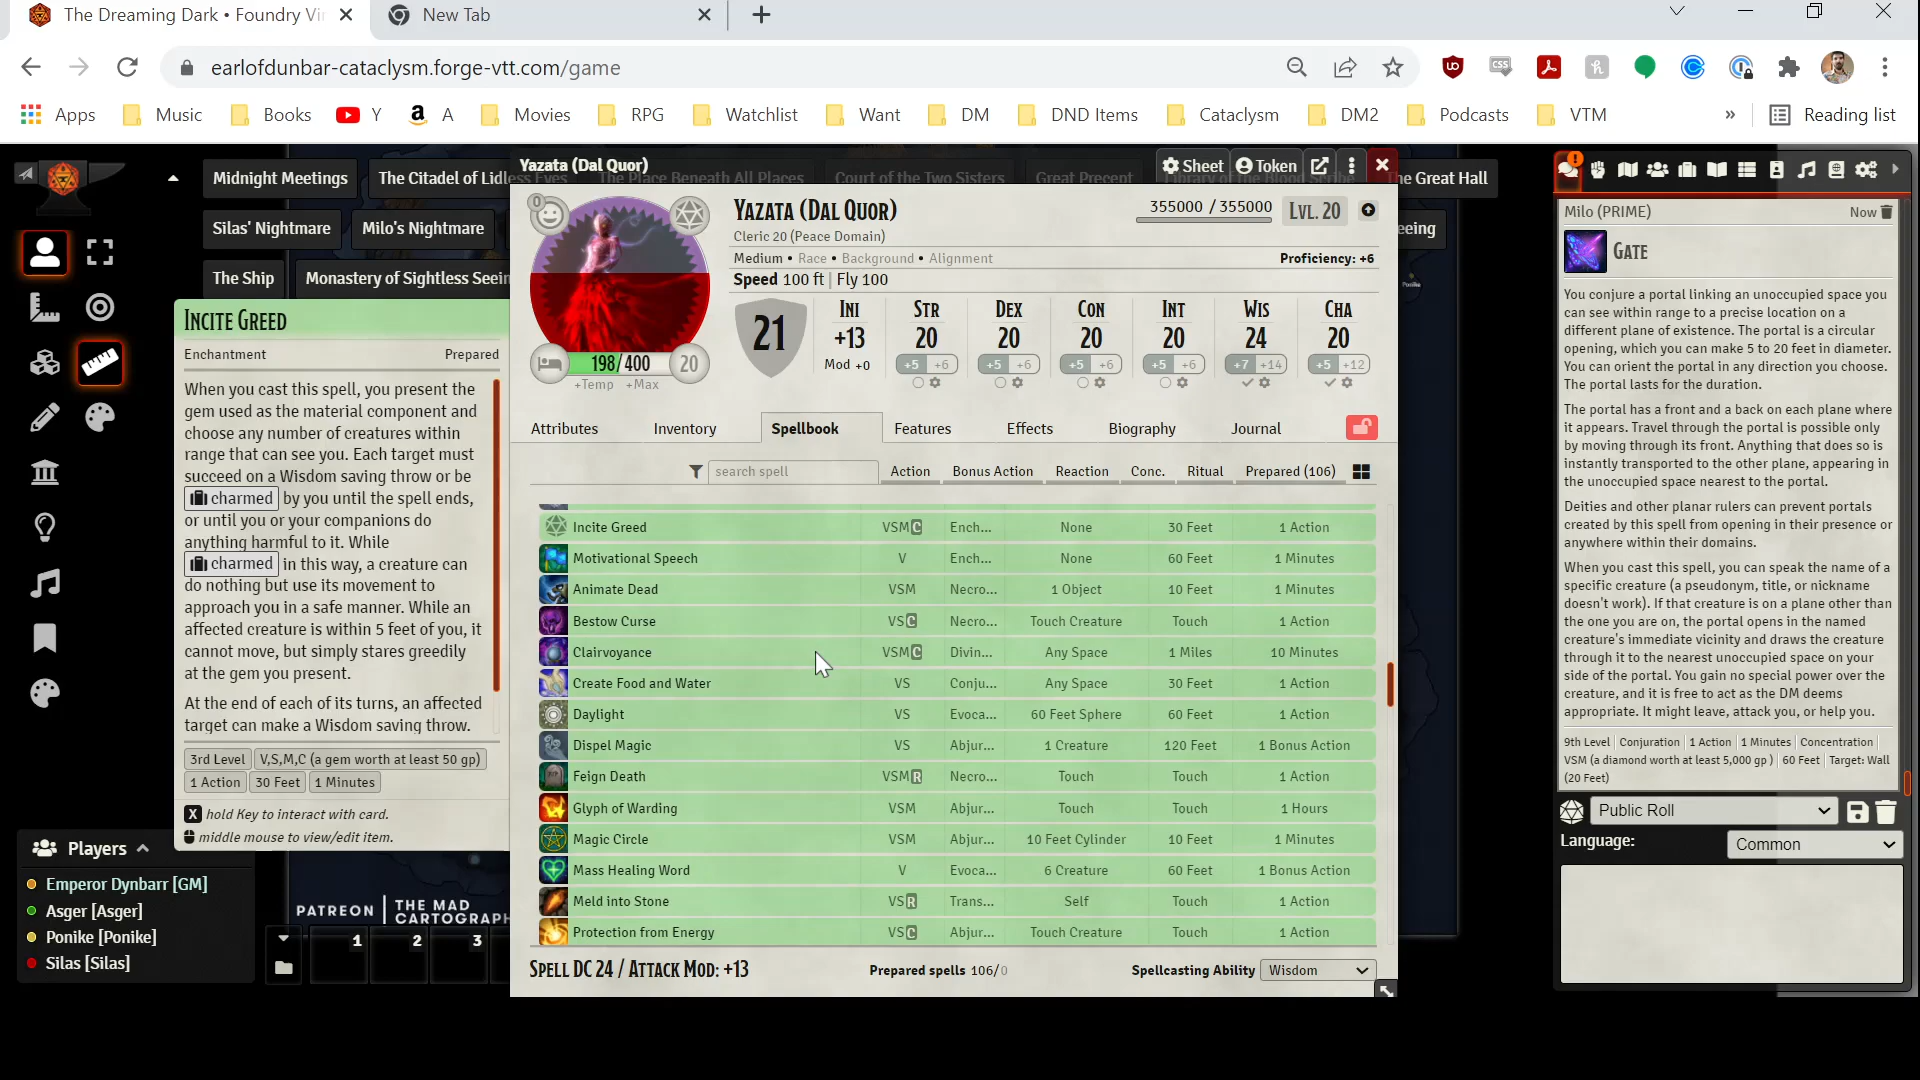 The Dreaming Dark • Foundry Vir
New Tab
earlofdunbar-cataclysm.forge-vtt.com/game
Apps Music Books Y A Movies RPG Watchlist Want DM DND Items Cataclysm DM2 Podcasts VTM » Reading list
Midnight Meetings
The Citadel of Lidless Eyes
The Place Beneath All Places
Court of the Two Sisters
Great Precent
The Great Hall
Silas' Nightmare
Milo's Nightmare
eeing
The Ship
Monastery of Sightless Seein
Ponike
INCITE GREED
Enchantment Prepared
When you cast this spell, you present the
gem used as the material component and
choose any number of creatures within
range that can see you. Each target must
succeed on a Wisdom saving throw or be
charmed by you until the spell ends,
or until you or your companions do
anything harmful to it. While
charmed in this way, a creature can
do nothing but use its movement to
approach you in a safe manner. While an
affected creature is within 5 feet of you, it
cannot move, but simply stares greedily
at the gem you present.
At the end of each of its turns, an affected
target can make a Wisdom saving throw.
3rd Level V,S,M,C (a gem worth at least 50 gp)
1 Action 30 Feet 1 Minutes
X hold Key to interact with card.
middle mouse to view/edit item.
Players
Emperor Dynbarr [GM]
Asger [Asger]
Ponike [Ponike]
Silas [Silas]
PATREON | THE MAD
CARTOGRAPH
1 2 3
Yazata (Dal Quor)
Sheet Token
0
YAZATA (DAL QUOR)
355000 / 355000 LVL. 20
Cleric 20 (Peace Domain)
Medium • Race • Background • Alignment Proficiency: +6
Speed 100 ft | Fly 100
198/400 20
+Temp +Max
21
INI STR DEX CON INT WIS CHA
+13 20 20 20 20 24 20
Mod +0 +5 +6 +5 +6 +5 +6 +5 +6 +7 +14 +5 +12
Attributes Inventory Spellbook Features Effects Biography Journal
search spell Action Bonus Action Reaction Conc. Ritual Prepared (106)
Incite Greed VSMC Ench... None 30 Feet 1 Action
Motivational Speech V Ench... None 60 Feet 1 Minutes
Animate Dead VSM Necro... 1 Object 10 Feet 1 Minutes
Bestow Curse VSC Necro... Touch Creature Touch 1 Action
Clairvoyance VSMC Divin... Any Space 1 Miles 10 Minutes
Create Food and Water VS Conju... Any Space 30 Feet 1 Action
Daylight VS Evoca... 60 Feet Sphere 60 Feet 1 Action
Dispel Magic VS Abjur... 1 Creature 120 Feet 1 Bonus Action
Feign Death VSMR Necro... Touch Touch 1 Action
Glyph of Warding VSM Abjur... Touch Touch 1 Hours
Magic Circle VSM Abjur... 10 Feet Cylinder 10 Feet 1 Minutes
Mass Healing Word V Evoca... 6 Creature 60 Feet 1 Bonus Action
Meld into Stone VSR Trans... Self Touch 1 Action
Protection from Energy VSC Abjur... Touch Creature Touch 1 Action
SPELL DC 24 / ATTACK MOD: +13
Prepared spells 106/0
Spellcasting Ability Wisdom
Milo (PRIME) Now
GATE
You conjure a portal linking an unoccupied space you
can see within range to a precise location on a
different plane of existence. The portal is a circular
opening, which you can make 5 to 20 feet in diameter.
You can orient the portal in any direction you choose.
The portal lasts for the duration.
The portal has a front and a back on each plane where
it appears. Travel through the portal is possible only
by moving through its front. Anything that does so is
instantly transported to the other plane, appearing in
the unoccupied space nearest to the portal.
Deities and other planar rulers can prevent portals
created by this spell from opening in their presence or
anywhere within their domains.
When you cast this spell, you can speak the name of a
specific creature (a pseudonym, title, or nickname
doesn't work). If that creature is on a plane other than
the one you are on, the portal opens in the named
creature's immediate vicinity and draws the creature
through it to the nearest unoccupied space on your
side of the portal. You gain no special power over the
creature, and it is free to act as the DM deems
appropriate. It might leave, attack you, or help you.
9th Level | Conjuration | 1 Action | 1 Minutes | Concentration
VSM (a diamond worth at least 5,000 gp ) | 60 Feet | Target: Wall
(20 Feet)
Public Roll
Language: Common